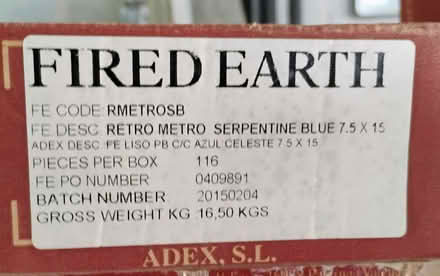 FIRED EARTH
FE CODE: RMETROSB
FE DESC RETRO METRO SERPENTINE BLUE 7.5 X 15
ADEX DESC FE LISO PB C/C AZUL CELESTE 7.5 X 15
PIECES PER BOX 116
FE PO NUMBER 0409891
BATCH NUMBER 20150204
GROSS WEIGHT KG 16,50 KGS
ADEX, S.L.